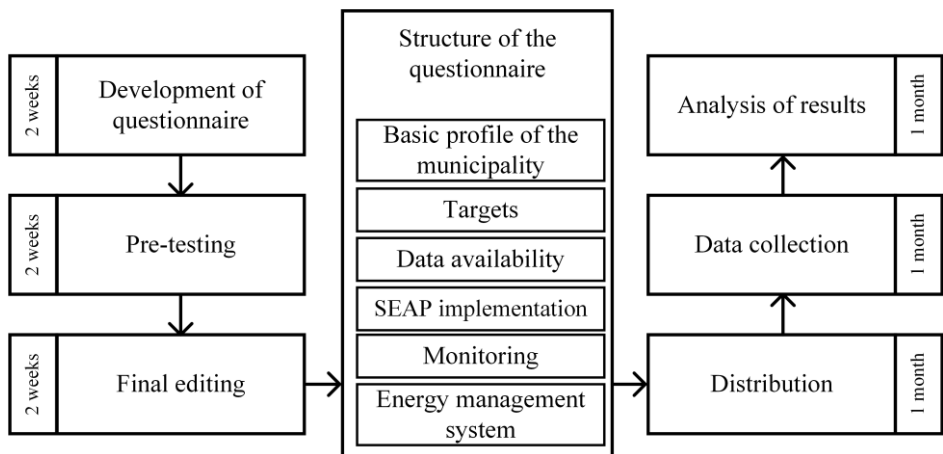 2 weeks
Development of
questionnaire
2 weeks
Pre-testing
2 weeks
Final editing
Structure of the
questionnaire
Basic profile of the
municipality
Targets
Data availability
SEAP implementation
Monitoring
Energy management
system
Analysis of results
1 month
Data collection
1 month
Distribution
1 month